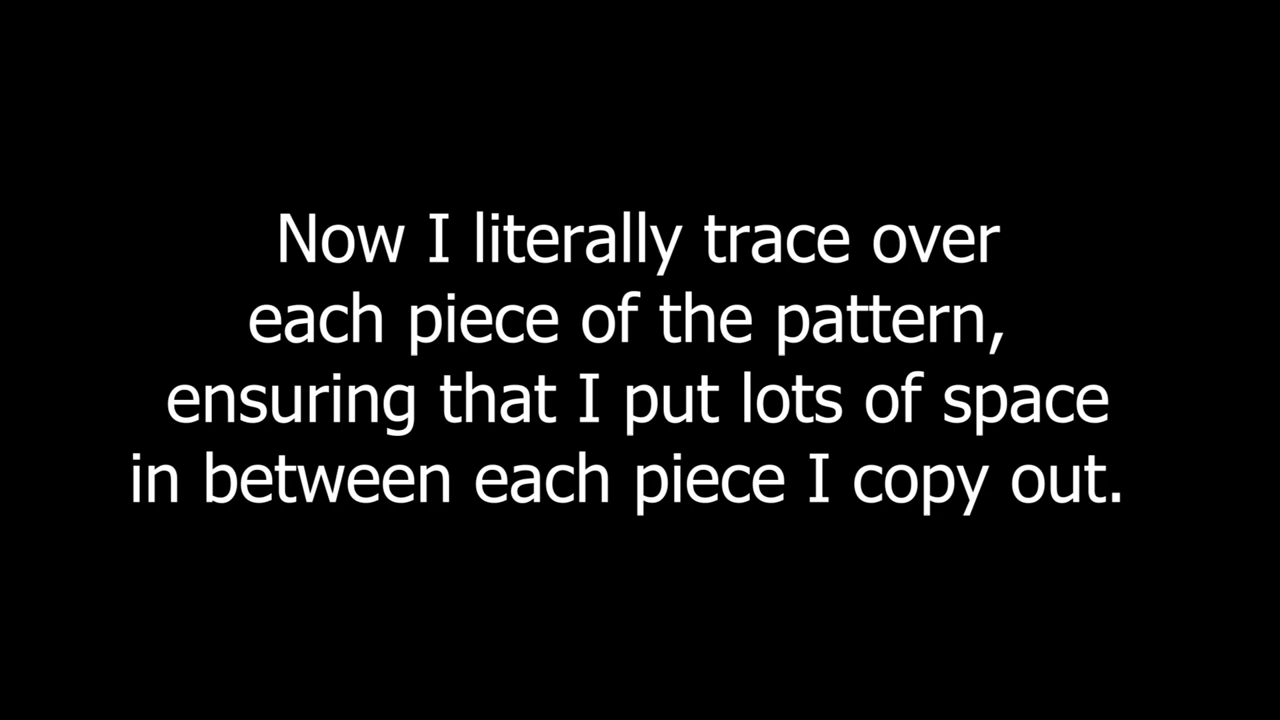 Now I literally trace over
each piece of the pattern,
ensuring that I put lots of space
in between each piece I copy out.